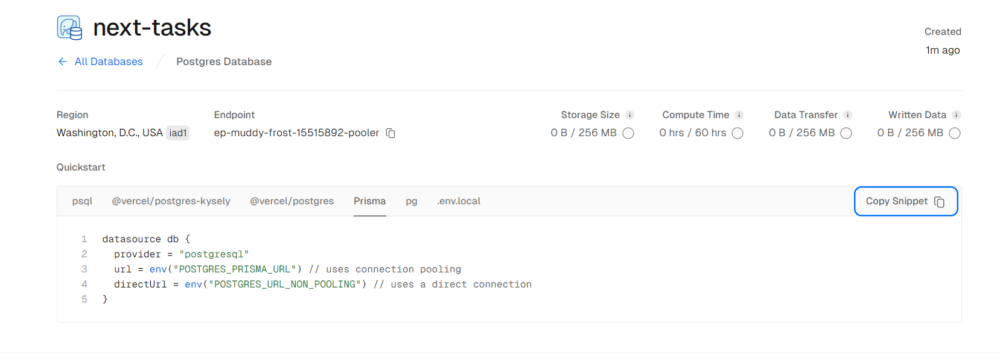 next-tasks
Created
1m ago
All Databases
Postgres Database
Region
Endpoint
Storage Size
Compute Time
Data Transfer
Written Data
Washington, D.C., USA iad1
ep-muddy-frost-15515892-pooler
0 B / 256 MB
0 hrs / 60 hrs
0 B / 256 MB
0 B / 256 MB
Quickstart
psql @vercel/postgres-kysely @vercel/postgres Prisma pg .env.local Copy Snippet
1 datasource db {
2 provider = "postgresql"
3 url = env("POSTGRES_PRISMA_URL") // uses connection pooling
4 directUrl = env("POSTGRES_URL_NON_POOLING") // uses a direct connection
5 }